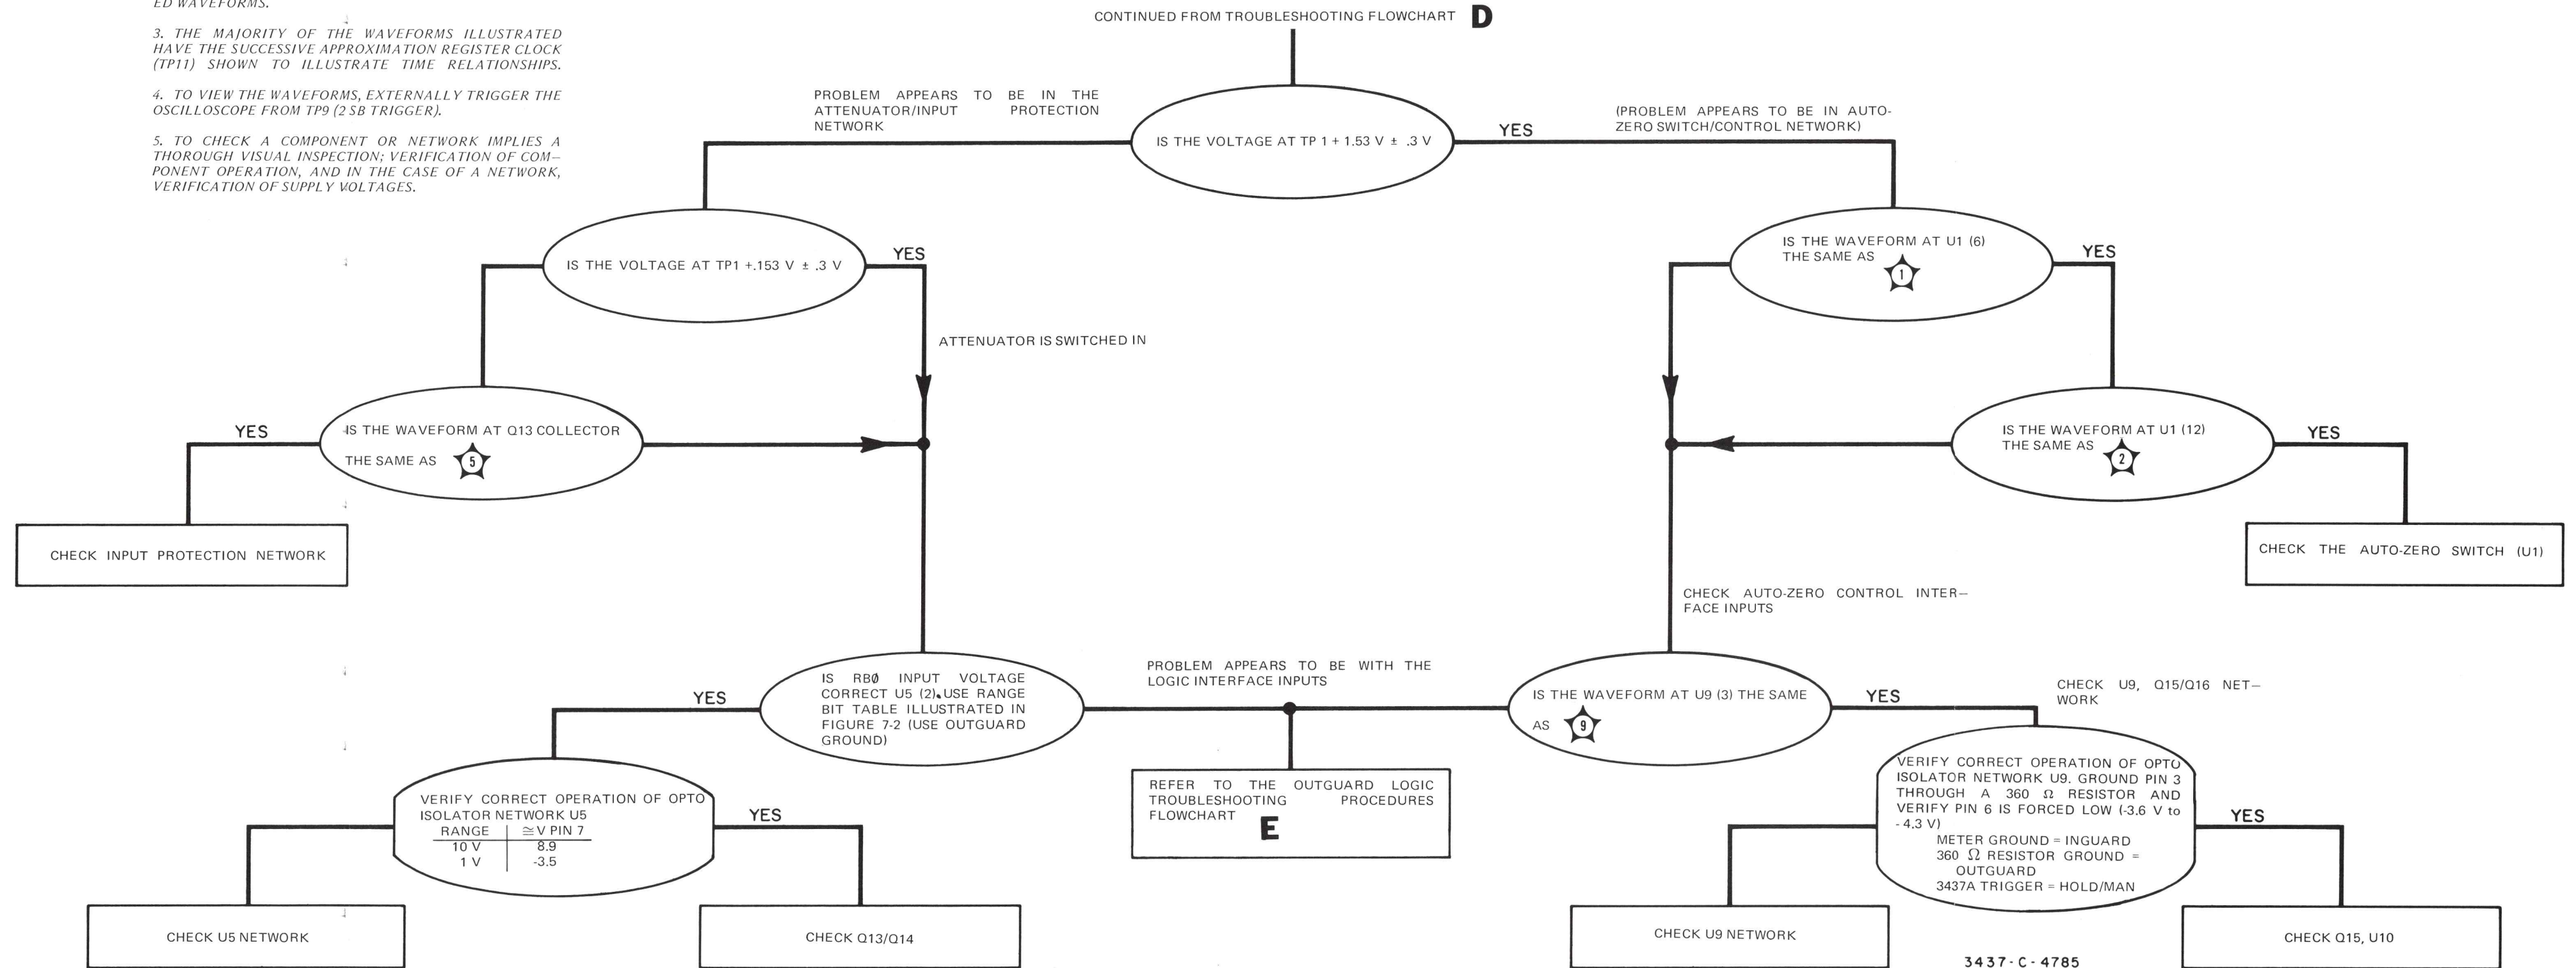 ED WAVEFORMS.
3. THE MAJORITY OF THE WAVEFORMS ILLUSTRATED
HAVE THE SUCCESSIVE APPROXIMATION REGISTER CLOCK
(TP11) SHOWN TO ILLUSTRATE TIME RELATIONSHIPS.
4. TO VIEW THE WAVEFORMS, EXTERNALLY TRIGGER THE
OSCILLOSCOPE FROM TP9 (2 SB TRIGGER).
5. TO CHECK A COMPONENT OR NETWORK IMPLIES A
THOROUGH VISUAL INSPECTION; VERIFICATION OF COM–
PONENT OPERATION, AND IN THE CASE OF A NETWORK,
VERIFICATION OF SUPPLY VOLTAGES.
CONTINUED FROM TROUBLESHOOTING FLOWCHART D
PROBLEM APPEARS TO BE IN THE
ATTENUATOR/INPUT PROTECTION
NETWORK
IS THE VOLTAGE AT TP 1 + 1.53 V ± .3 V
YES
(PROBLEM APPEARS TO BE IN AUTO-
ZERO SWITCH/CONTROL NETWORK)
IS THE VOLTAGE AT TP1 +.153 V ± .3 V
YES
ATTENUATOR IS SWITCHED IN
IS THE WAVEFORM AT U1 (6)
THE SAME AS
1
YES
YES
IS THE WAVEFORM AT Q13 COLLECTOR
THE SAME AS 5
IS THE WAVEFORM AT U1 (12)
THE SAME AS
2
YES
CHECK INPUT PROTECTION NETWORK
CHECK THE AUTO-ZERO SWITCH (U1)
CHECK AUTO-ZERO CONTROL INTER–
FACE INPUTS
YES
IS RBØ INPUT VOLTAGE
CORRECT U5 (2). USE RANGE
BIT TABLE ILLUSTRATED IN
FIGURE 7-2 (USE OUTGUARD
GROUND)
PROBLEM APPEARS TO BE WITH THE
LOGIC INTERFACE INPUTS
IS THE WAVEFORM AT U9 (3) THE SAME
AS 9
YES
CHECK U9, Q15/Q16 NET–
WORK
REFER TO THE OUTGUARD LOGIC
TROUBLESHOOTING PROCEDURES
FLOWCHART
E
VERIFY CORRECT OPERATION OF OPTO
ISOLATOR NETWORK U5
RANGE ≅ V PIN 7
10 V 8.9
1 V -3.5
YES
VERIFY CORRECT OPERATION OF OPTO
ISOLATOR NETWORK U9. GROUND PIN 3
THROUGH A 360 Ω RESISTOR AND
VERIFY PIN 6 IS FORCED LOW (-3.6 V to
- 4.3 V)
METER GROUND = INGUARD
360 Ω RESISTOR GROUND =
OUTGUARD
3437A TRIGGER = HOLD/MAN
YES
CHECK U5 NETWORK
CHECK Q13/Q14
CHECK U9 NETWORK
CHECK Q15, U10
3437-C-4785